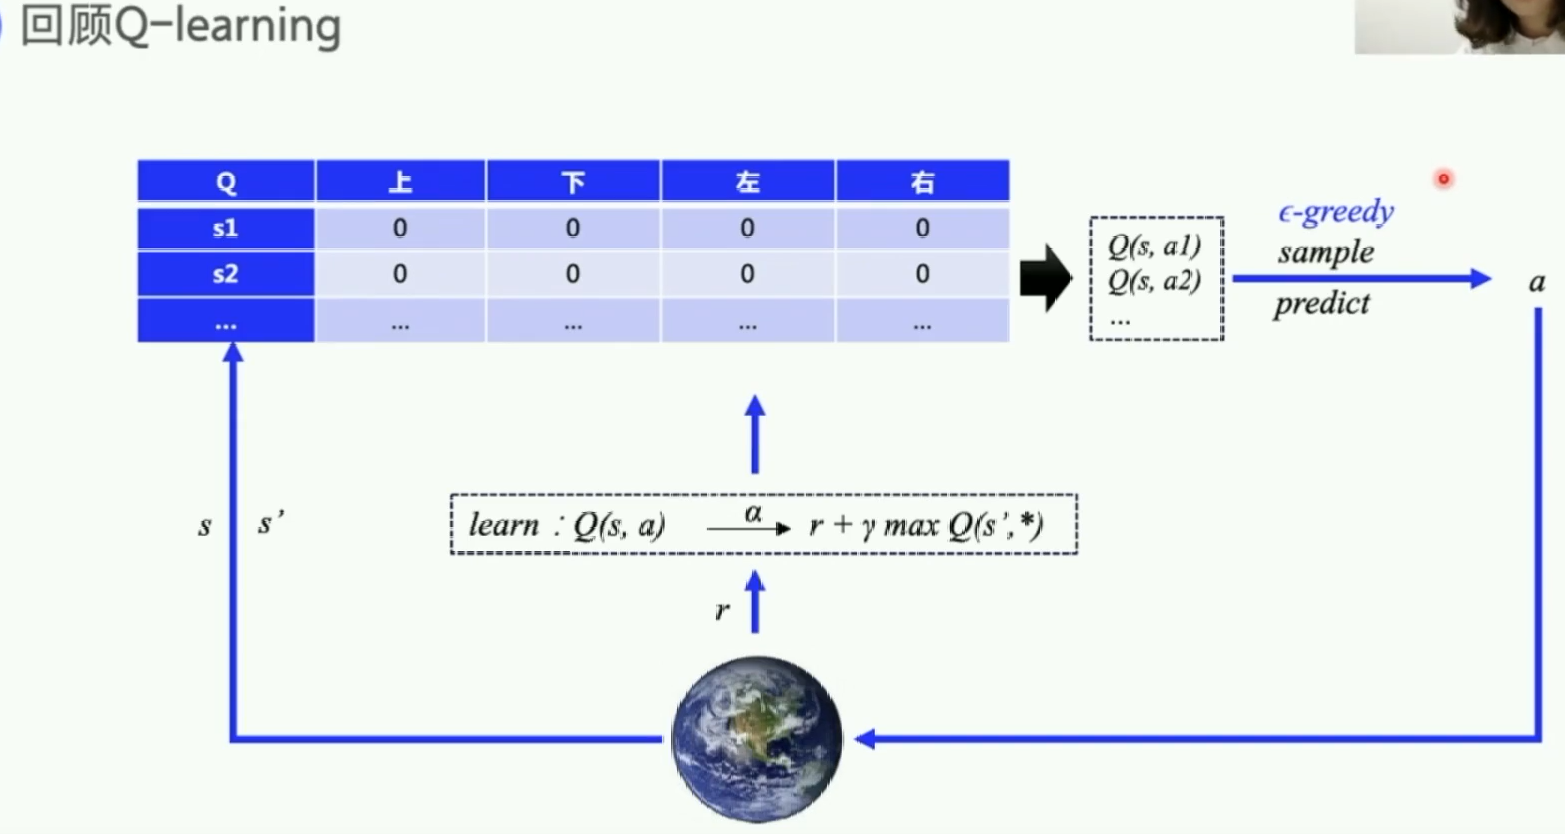 回顾Q-learning
Q 上 下 左 右
s1 0 0 0 0
s2 0 0 0 0
... ... ... ... ...
Q(s, a1)
Q(s, a2)
...
ϵ-greedy
sample
predict
a
s s’
learn：Q(s, a) α r + γ max Q(s’,*)
r